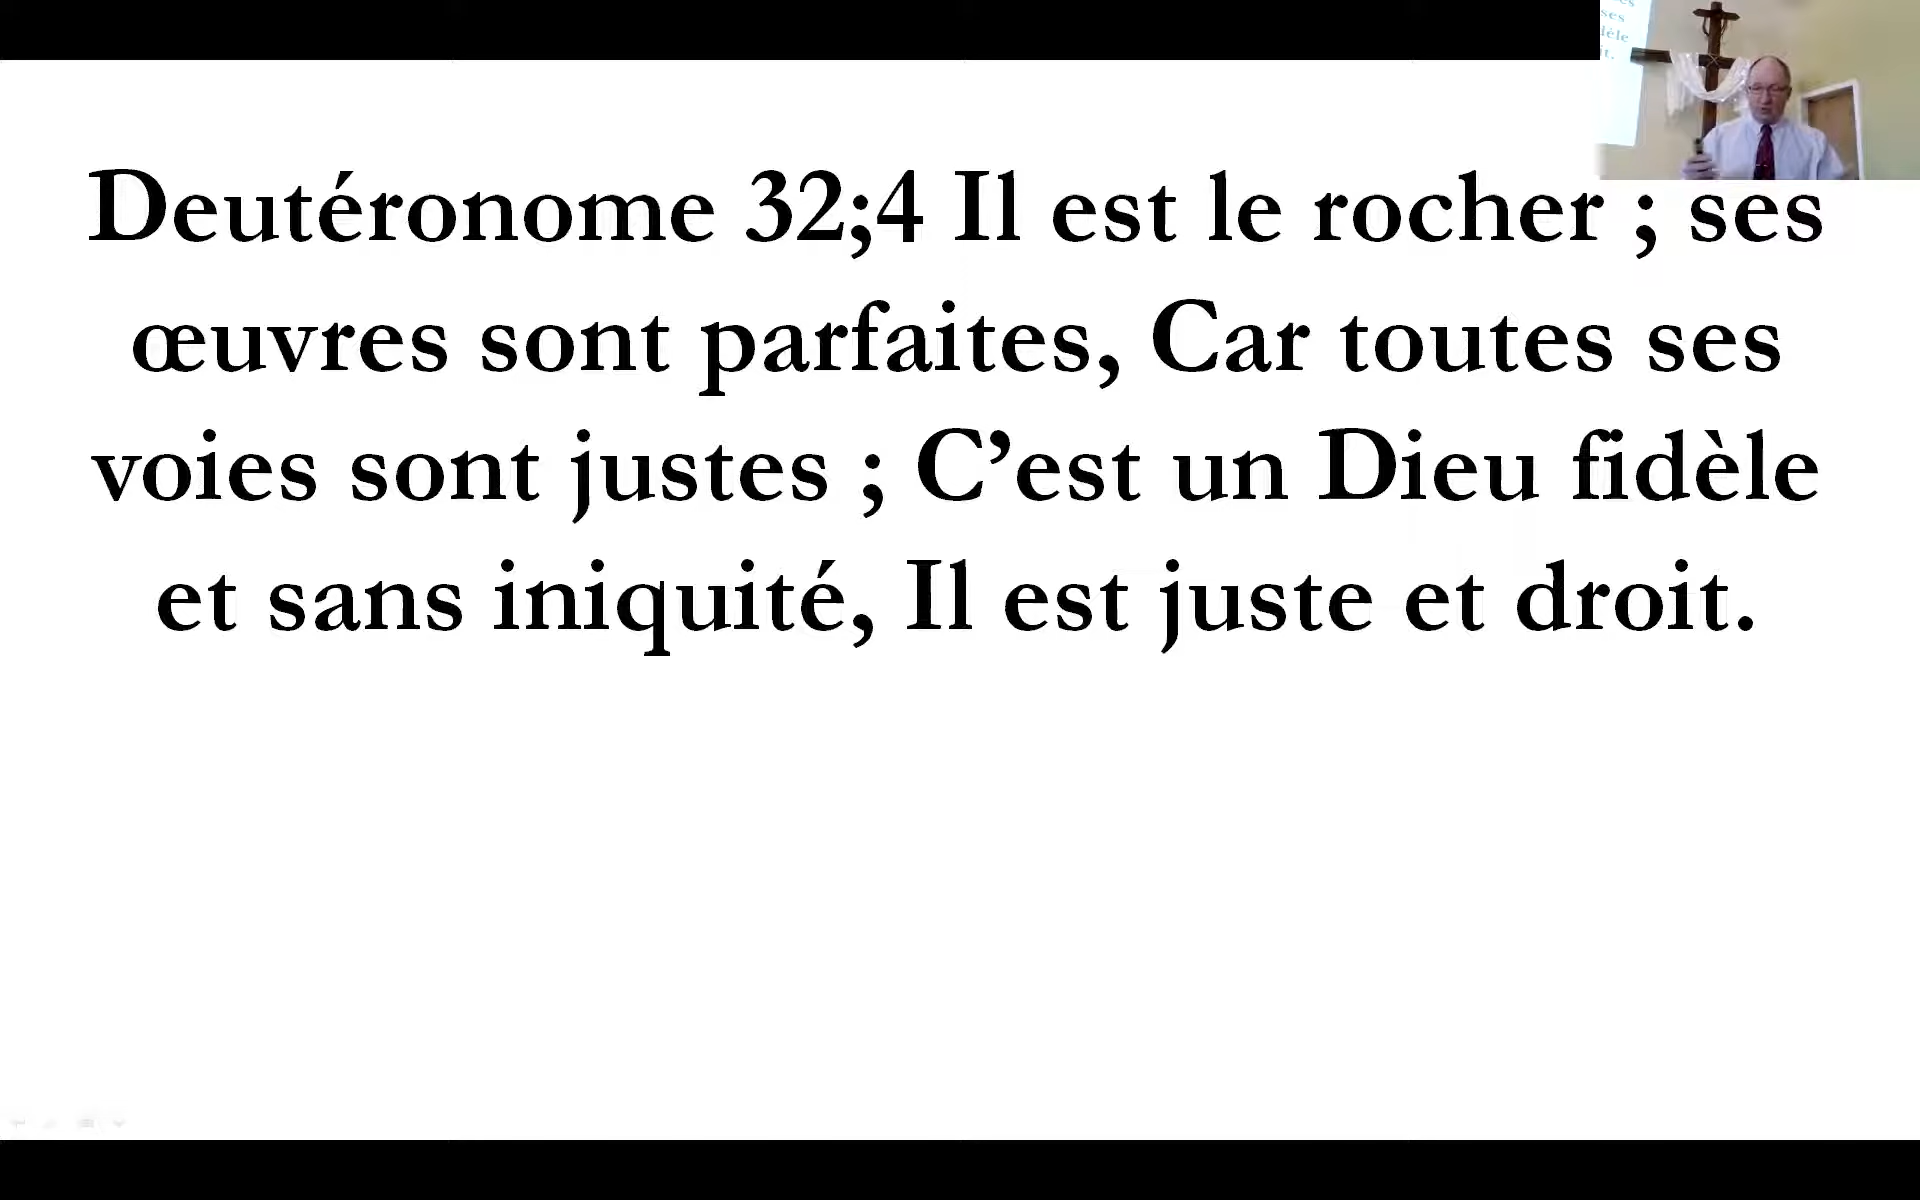 Deutéronome 32;4 Il est le rocher ; ses
œuvres sont parfaites, Car toutes ses
voies sont justes ; C’est un Dieu fidèle
et sans iniquité, Il est juste et droit.
ses